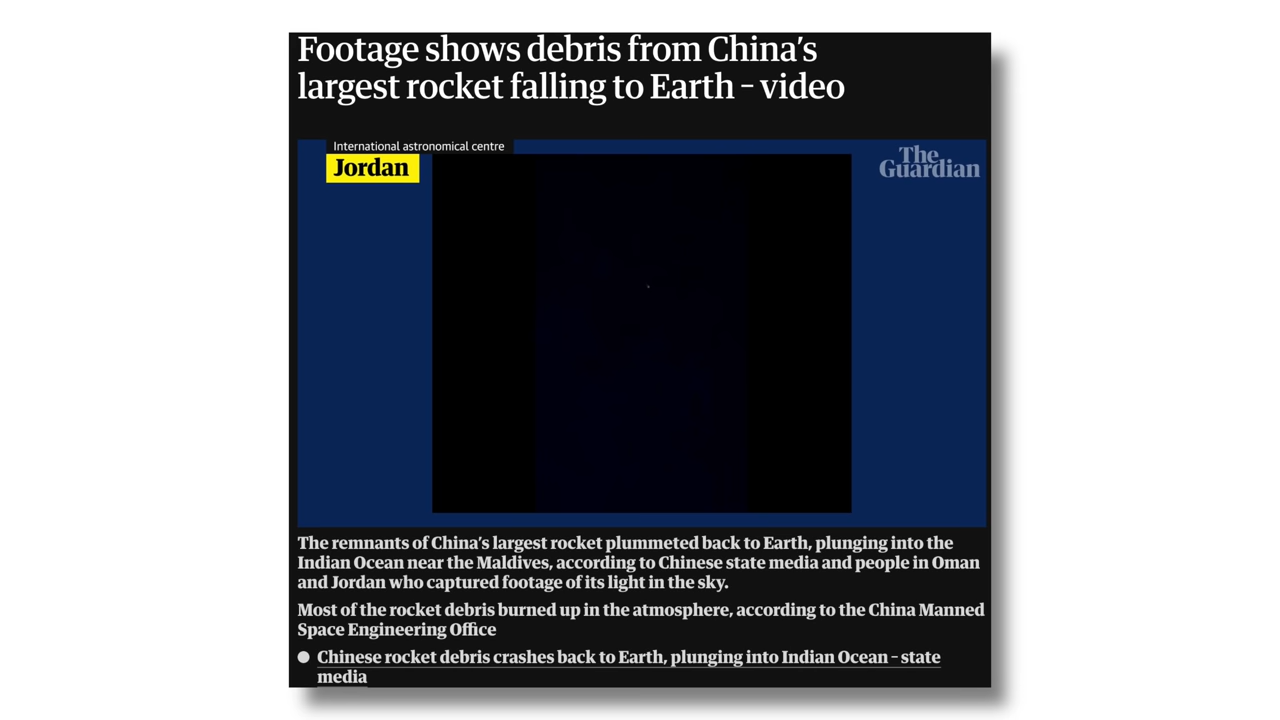 Footage shows debris from China’s
largest rocket falling to Earth – video
International astronomical centre
Jordan
The
Guardian
The remnants of China’s largest rocket plummeted back to Earth, plunging into the
Indian Ocean near the Maldives, according to Chinese state media and people in Oman
and Jordan who captured footage of its light in the sky.
Most of the rocket debris burned up in the atmosphere, according to the China Manned
Space Engineering Office
Chinese rocket debris crashes back to Earth, plunging into Indian Ocean – state
media